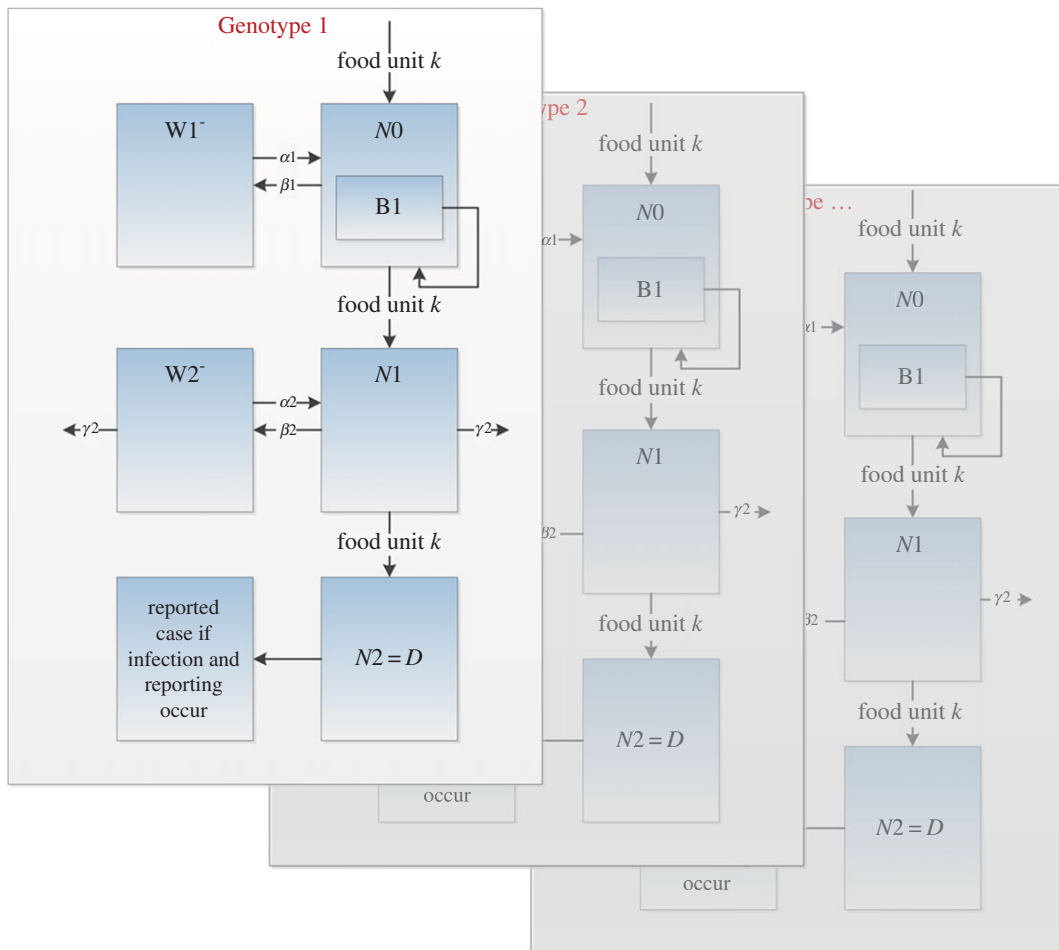 Genotype 1
food unit k
W1⁻
N0
α1
β1
B1
food unit k
W2⁻
N1
α2
β2
γ2
γ2
food unit k
reported
case if
infection and
reporting
occur
N2 = D
ype 2
food unit k
N0
α1
B1
food unit k
N1
γ2
β2
food unit k
N2 = D
occur
pe ...
food unit k
N0
α1
B1
food unit k
N1
γ2
β2
food unit k
N2 = D
occur